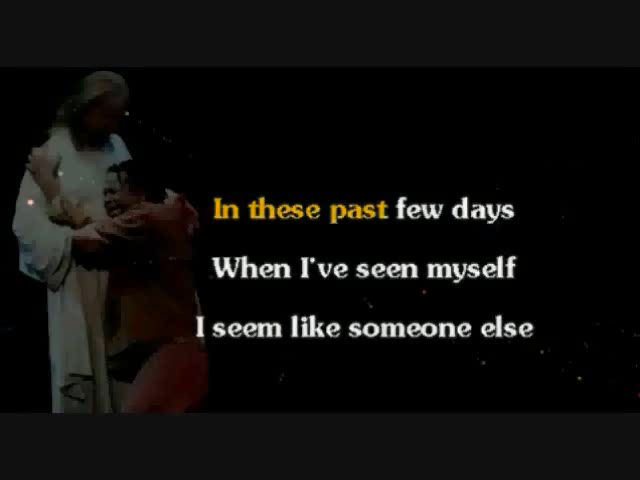 In these past few days
When I've seen myself
I seem like someone else